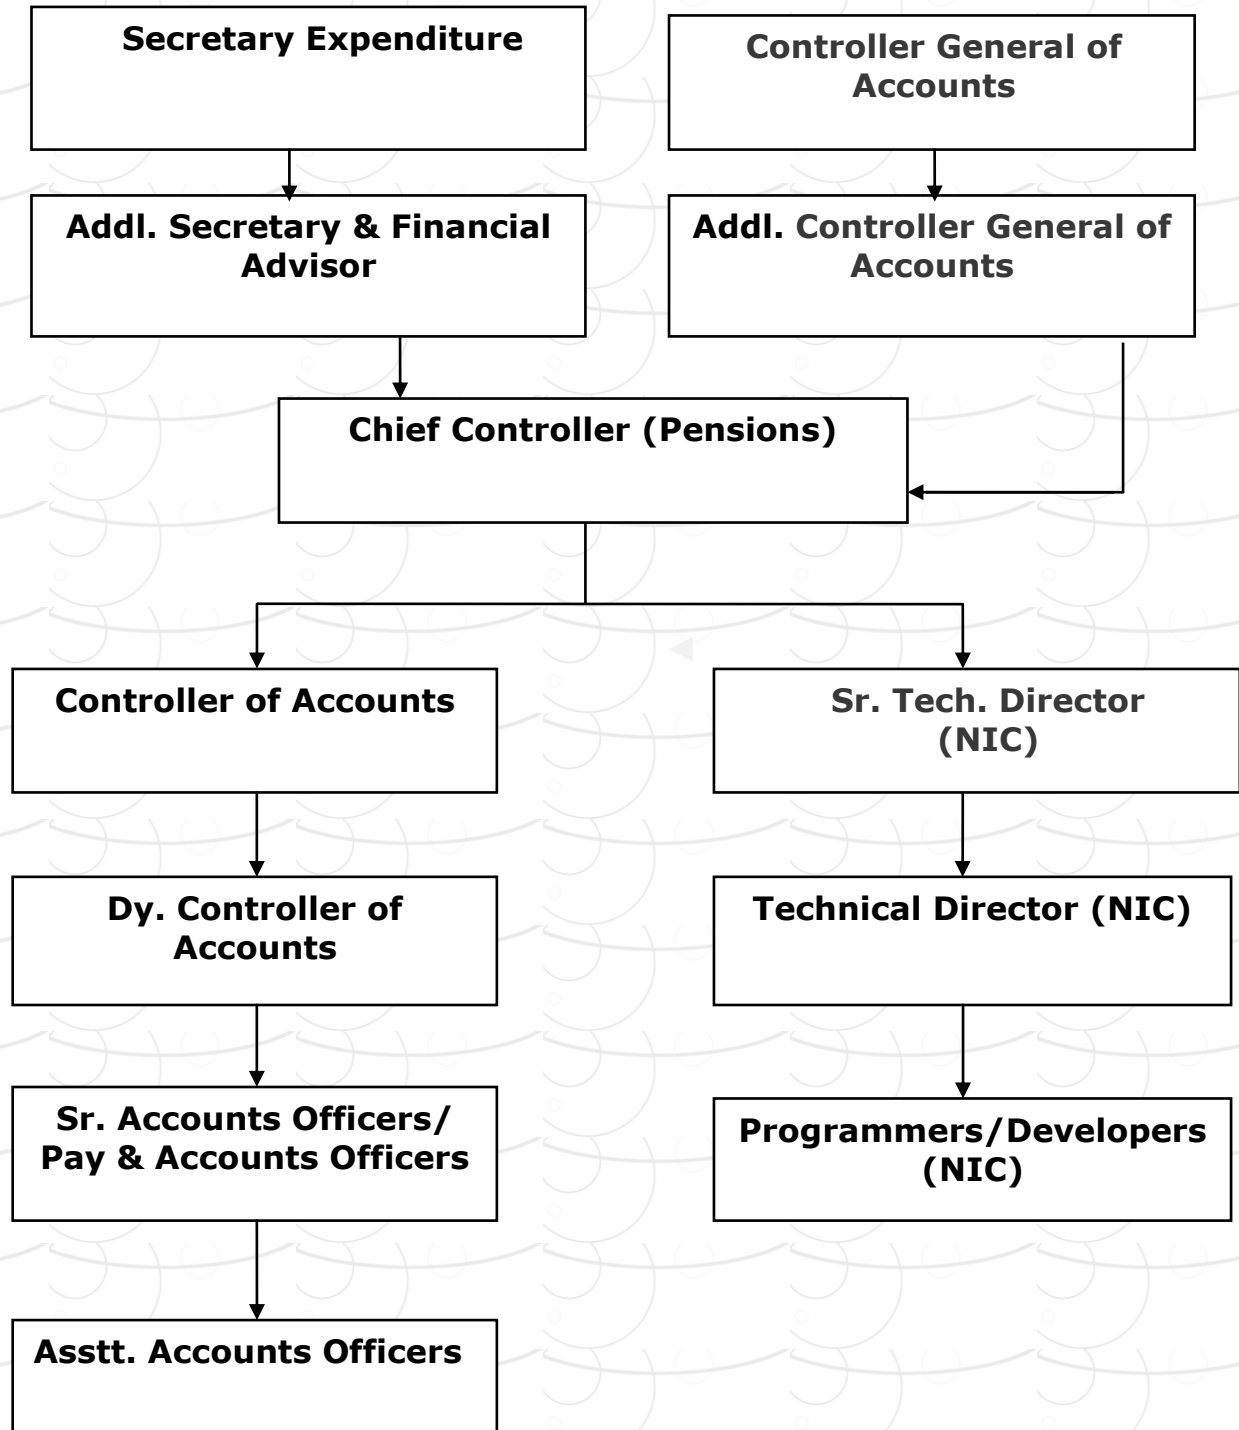 Secretary Expenditure
Controller General of
Accounts
Addl. Secretary & Financial
Advisor
Addl. Controller General of
Accounts
Chief Controller (Pensions)
Controller of Accounts
Sr. Tech. Director
(NIC)
Dy. Controller of
Accounts
Technical Director (NIC)
Sr. Accounts Officers/
Pay & Accounts Officers
Programmers/Developers
(NIC)
Asstt. Accounts Officers